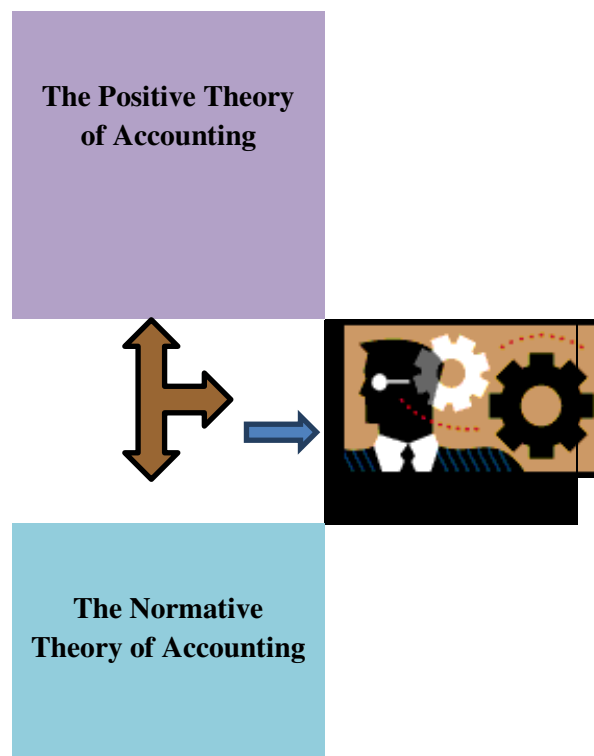 The Positive Theory
of Accounting
The Normative
Theory of Accounting